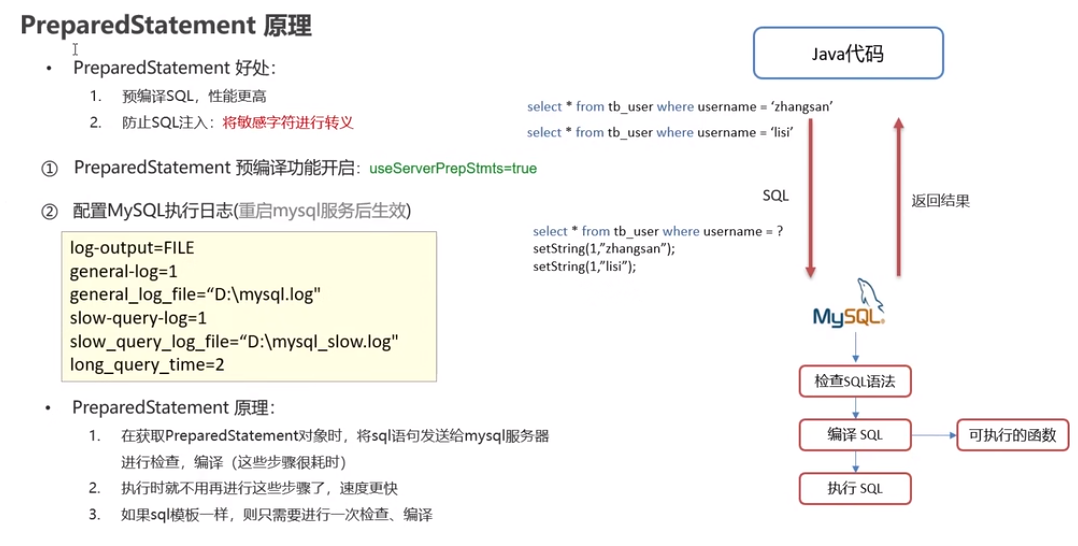 PreparedStatement 原理
• PreparedStatement 好处：
1. 预编译SQL，性能更高
2. 防止SQL注入：将敏感字符进行转义
① PreparedStatement 预编译功能开启：useServerPrepStmts=true
② 配置MySQL执行日志(重启mysql服务后生效)
log-output=FILE
general-log=1
general_log_file=“D:\mysql.log"
slow-query-log=1
slow_query_log_file=“D:\mysql_slow.log"
long_query_time=2
• PreparedStatement 原理：
1. 在获取PreparedStatement对象时，将sql语句发送给mysql服务器
进行检查，编译（这些步骤很耗时）
2. 执行时就不用再进行这些步骤了，速度更快
3. 如果sql模板一样，则只需要进行一次检查、编译
Java代码
select * from tb_user where username = ‘zhangsan’
select * from tb_user where username = ‘lisi’
SQL
返回结果
select * from tb_user where username = ?
setString(1,”zhangsan”);
setString(1,”lisi”);
MySQL®
检查SQL语法
编译 SQL
可执行的函数
执行 SQL